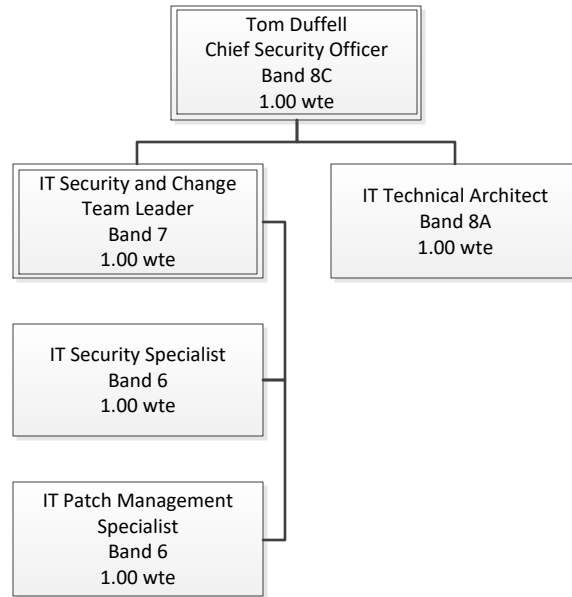 Tom Duffell
Chief Security Officer
Band 8C
1.00 wte
IT Security and Change
Team Leader
Band 7
1.00 wte
IT Technical Architect
Band 8A
1.00 wte
IT Security Specialist
Band 6
1.00 wte
IT Patch Management
Specialist
Band 6
1.00 wte